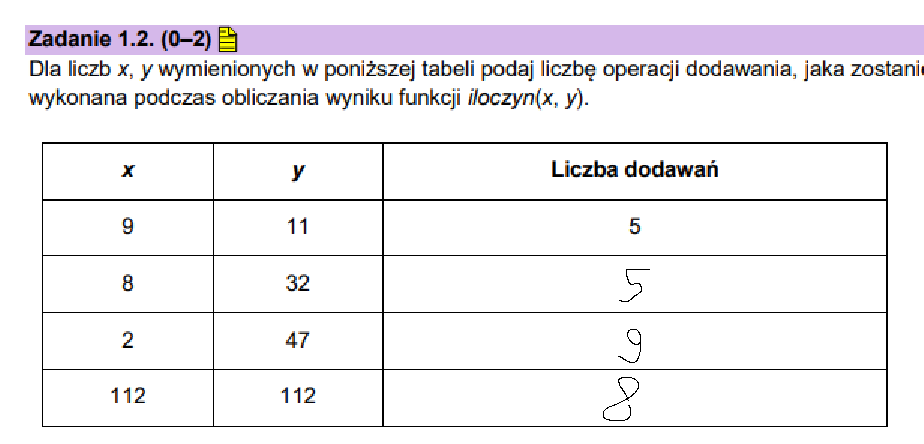 Zadanie 1.2. (0–2)
Dla liczb x, y wymienionych w poniższej tabeli podaj liczbę operacji dodawania, jaka zostanie
wykonana podczas obliczania wyniku funkcji iloczyn(x, y).
x y Liczba dodawań
9 11 5
8 32 5
2 47 9
112 112 8